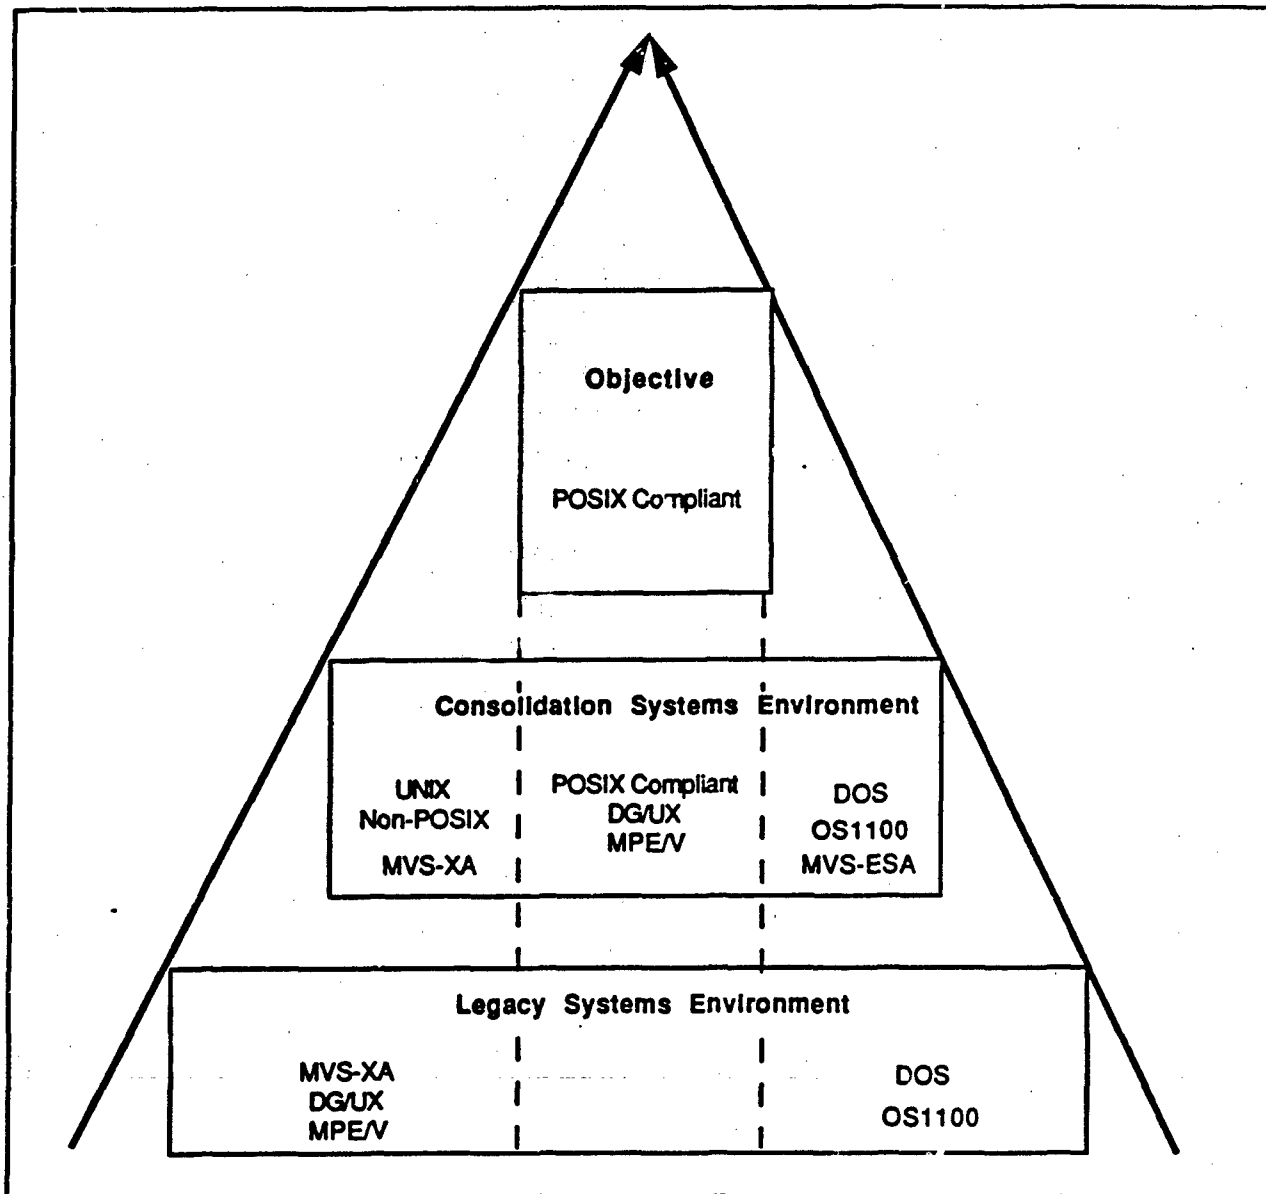 Objective
POSIX Compliant
Consolidation Systems Environment
UNIX
Non-POSIX
MVS-XA
POSIX Compliant
DG/UX
MPE/V
DOS
OS1100
MVS-ESA
Legacy Systems Environment
MVS-XA
DG/UX
MPE/V
DOS
OS1100